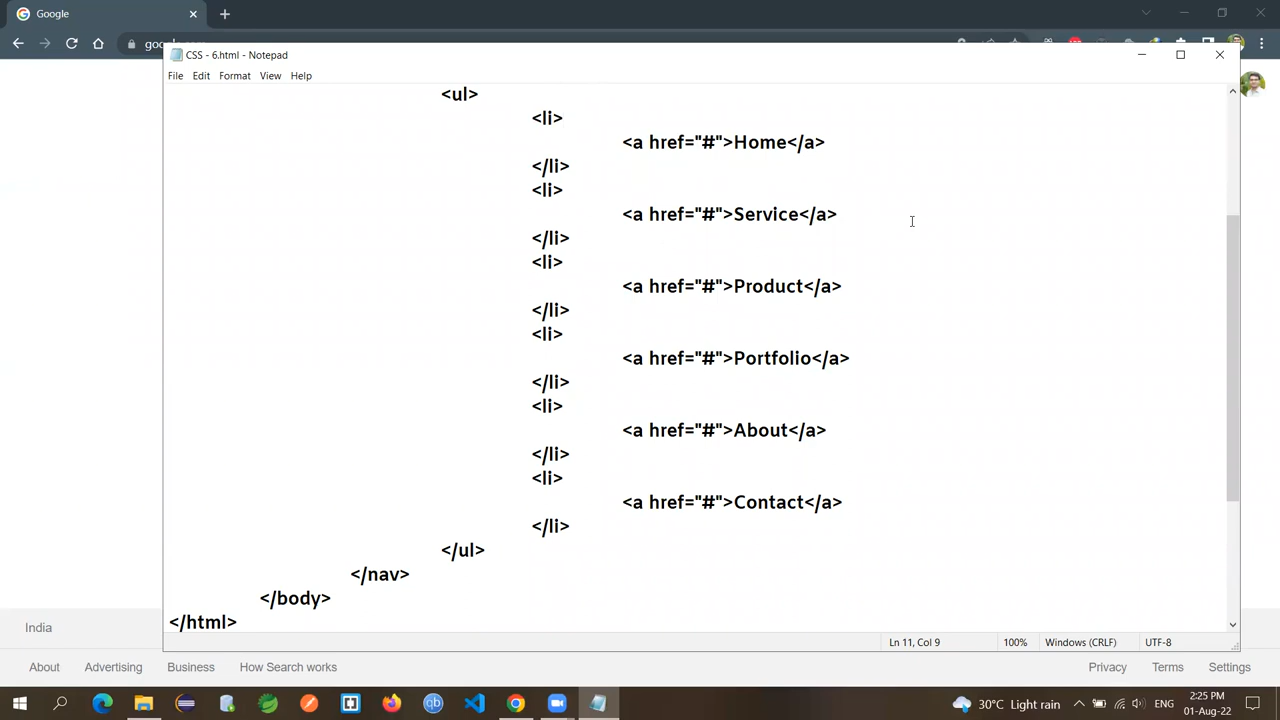 Google
goo
CSS - 6.html - Notepad
File Edit Format View Help
<ul>
<li>
<a href="#">Home</a>
</li>
<li>
<a href="#">Service</a>
</li>
<li>
<a href="#">Product</a>
</li>
<li>
<a href="#">Portfolio</a>
</li>
<li>
<a href="#">About</a>
</li>
<li>
<a href="#">Contact</a>
</li>
</ul>
</nav>
</body>
</html>
Ln 11, Col 9 100% Windows (CRLF) UTF-8
India
About Advertising Business How Search works Privacy Terms Settings
30°C Light rain ENG 2:25 PM
01-Aug-22